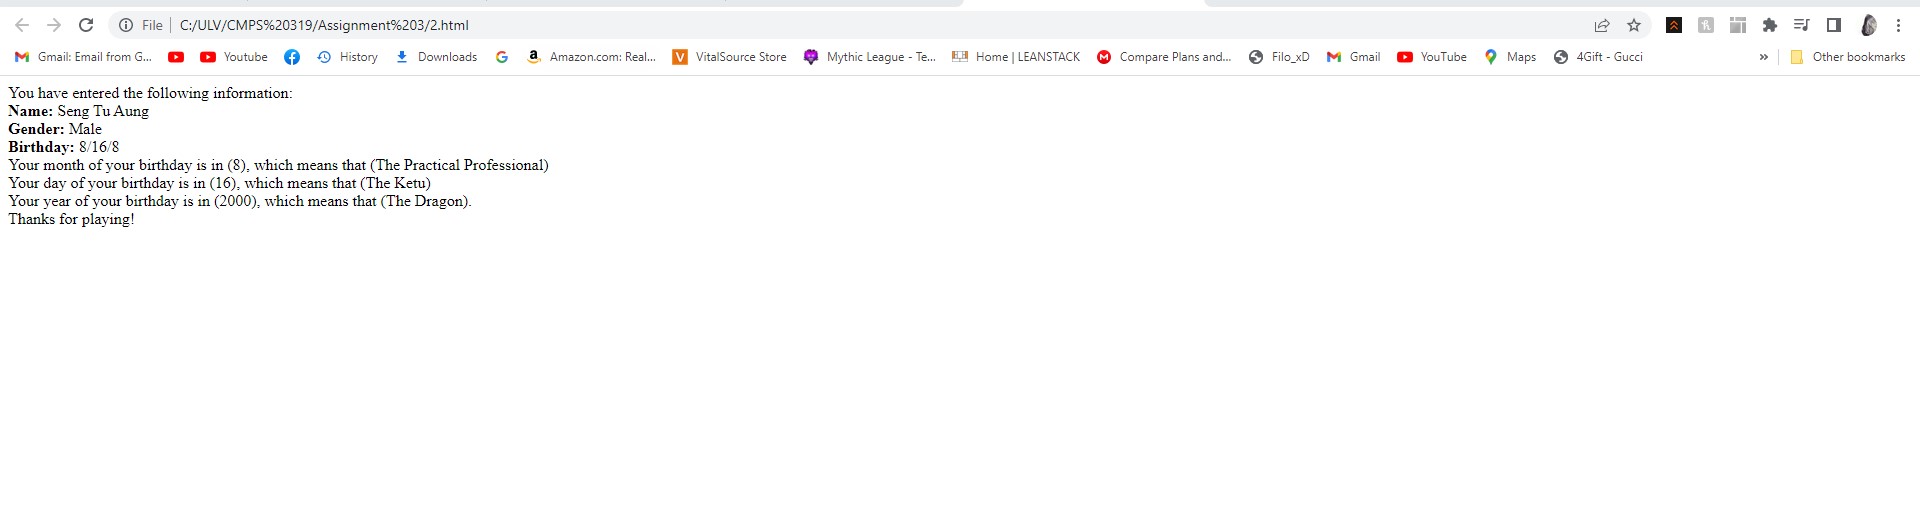 File C:/ULV/CMPS%20319/Assignment%203/2.html
Gmail: Email from G... Youtube History Downloads Amazon.com: Real... VitalSource Store Mythic League - Te... Home | LEANSTACK Compare Plans and... Filo_xD Gmail YouTube Maps 4Gift - Gucci » Other bookmarks
You have entered the following information:
Name: Seng Tu Aung
Gender: Male
Birthday: 8/16/8
Your month of your birthday is in (8), which means that (The Practical Professional)
Your day of your birthday is in (16), which means that (The Ketu)
Your year of your birthday is in (2000), which means that (The Dragon).
Thanks for playing!